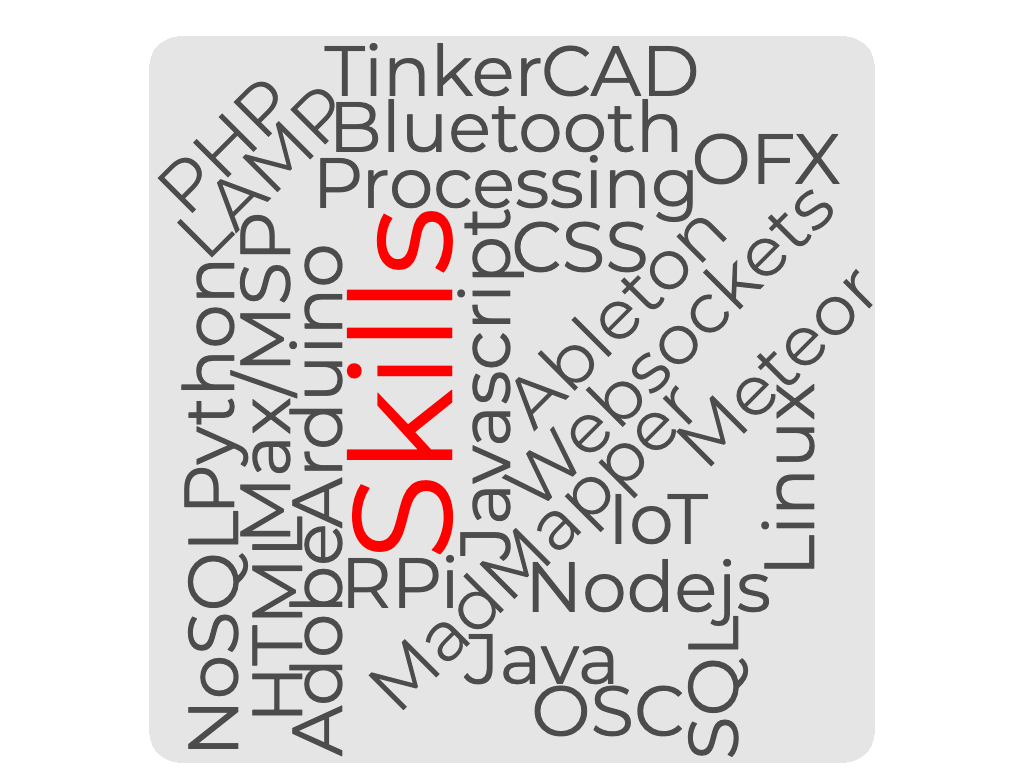 TinkerCAD
Bluetooth
Processing
PHP
LAMP
OFX
CSS
Python
Max/MSP
Arduino
Skills
Javascript
Ableton
Websockets
Meteor
MadMapper
Linux
IoT
NoSQL
HTML
Adobe
RPi
Nodejs
Java
OSC
SQL